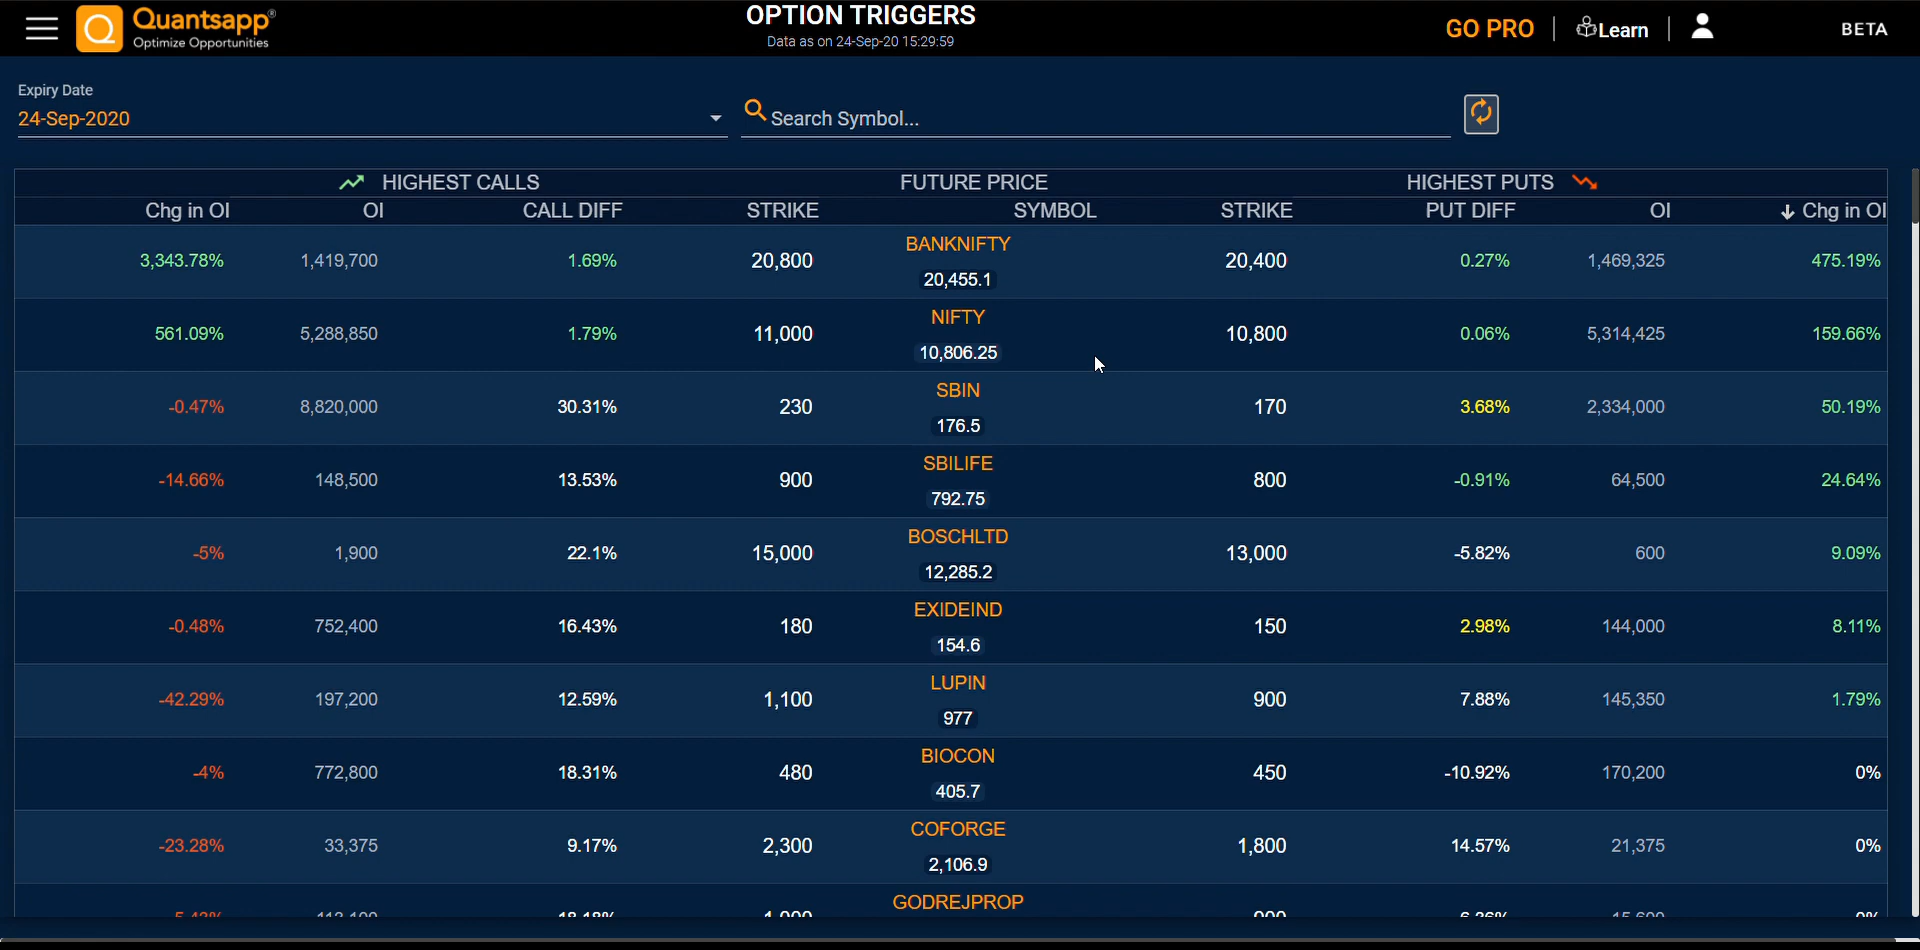 Quantsapp®
Optimize Opportunities
OPTION TRIGGERS
Data as on 24-Sep-20 15:29:59
GO PRO
Learn
BETA
Expiry Date
24-Sep-2020
Search Symbol...
HIGHEST CALLS FUTURE PRICE HIGHEST PUTS
Chg in OI OI CALL DIFF STRIKE SYMBOL STRIKE PUT DIFF OI Chg in OI
3,343.78% 1,419,700 1.69% 20,800 BANKNIFTY 20,400 0.27% 1,469,325 475.19%
20,455.1
561.09% 5,288,850 1.79% 11,000 NIFTY 10,800 0.06% 5,314,425 159.66%
10,806.25
-0.47% 8,820,000 30.31% 230 SBIN 170 3.68% 2,334,000 50.19%
176.5
-14.66% 148,500 13.53% 900 SBILIFE 800 -0.91% 64,500 24.64%
792.75
-5% 1,900 22.1% 15,000 BOSCHLTD 13,000 -5.82% 600 9.09%
12,285.2
-0.48% 752,400 16.43% 180 EXIDEIND 150 2.98% 144,000 8.11%
154.6
-42.29% 197,200 12.59% 1,100 LUPIN 900 7.88% 145,350 1.79%
977
-4% 772,800 18.31% 480 BIOCON 450 -10.92% 170,200 0%
405.7
-23.28% 33,375 9.17% 2,300 COFORGE 1,800 14.57% 21,375 0%
2,106.9
GODREJPROP